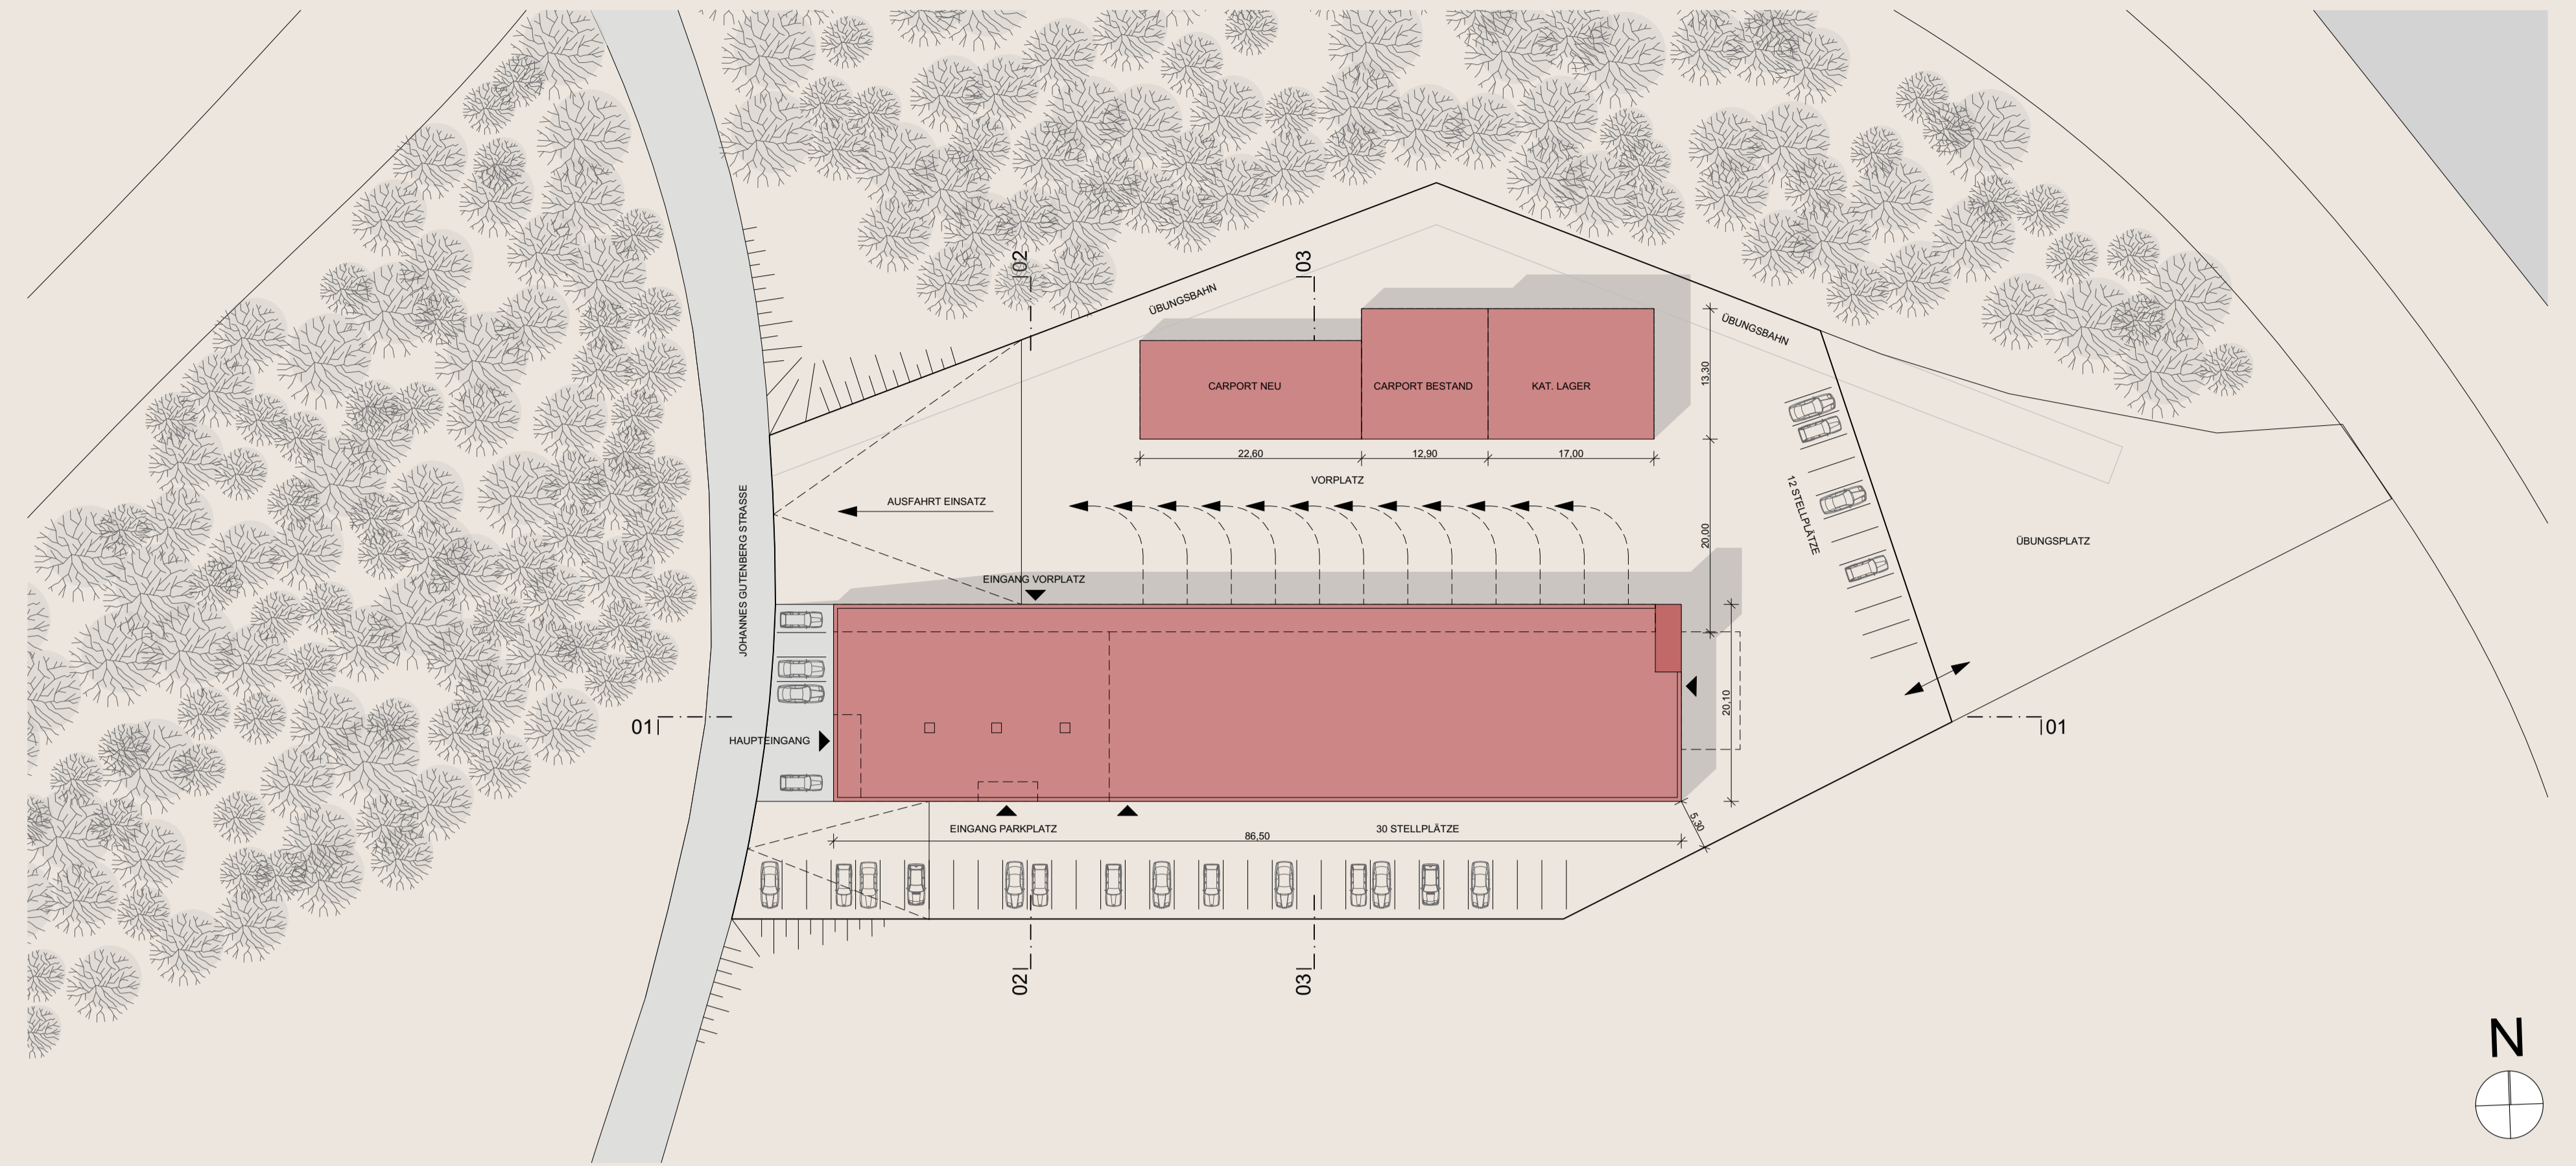 02
03
ÜBUNGSBAHN
ÜBUNGSBAHN
CARPORT NEU
CARPORT BESTAND
KAT. LAGER
13,30
22,60
12,90
17,00
VORPLATZ
AUSFAHRT EINSATZ
JOHANNES GUTENBERG STRASSE
12 STELLPLÄTZE
20,00
ÜBUNGSPLATZ
EINGANG VORPLATZ
20,10
01
01
HAUPTEINGANG
EINGANG PARKPLATZ
86,50
30 STELLPLÄTZE
5,30
02
03
N